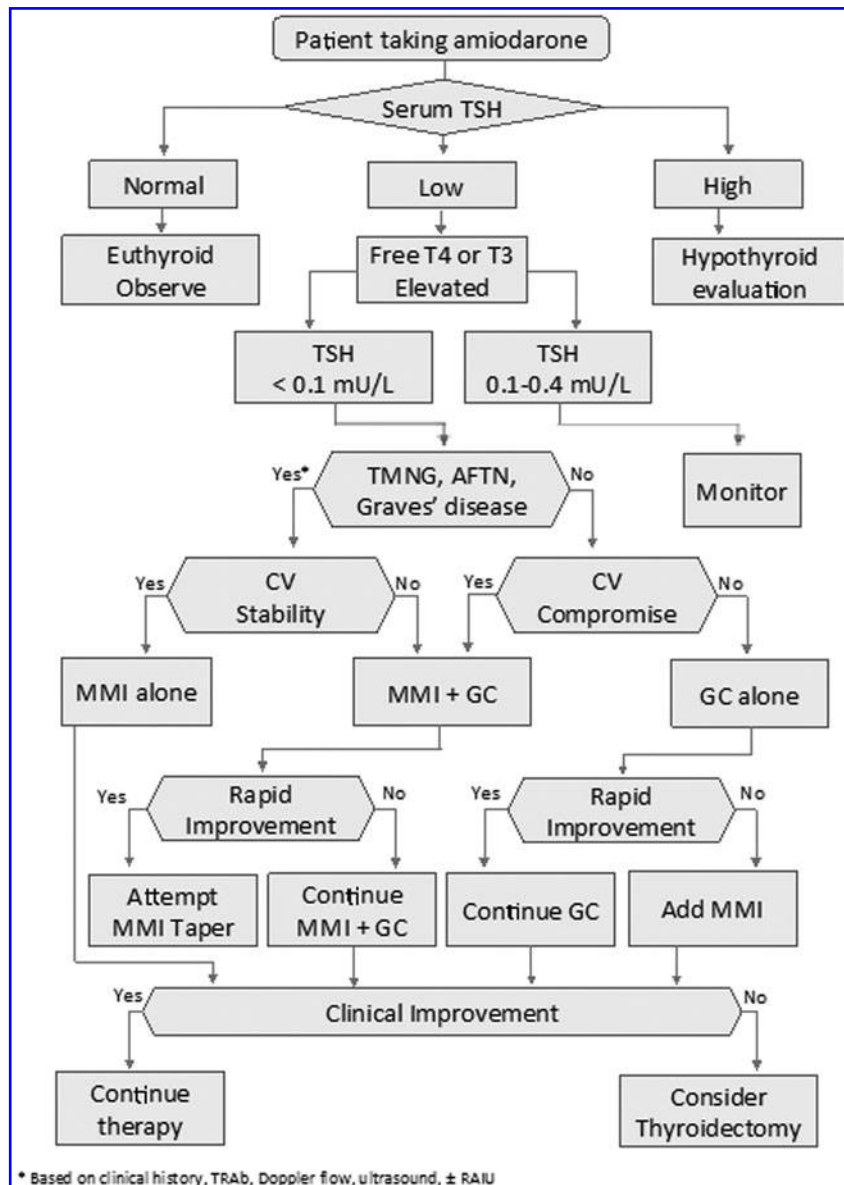 Patient taking amiodarone
Serum TSH
Normal
Low
High
Euthyroid
Observe
Free T4 or T3
Elevated
Hypothyroid
evaluation
TSH
< 0.1 mU/L
TSH
0.1-0.4 mU/L
Yes*
TMNG, AFTN,
Graves' disease
No
Monitor
Yes
CV
Stability
No
Yes
CV
Compromise
No
MMI alone
MMI + GC
GC alone
Yes
Rapid
Improvement
No
Yes
Rapid
Improvement
No
Attempt
MMI Taper
Continue
MMI + GC
Continue GC
Add MMI
Yes
Clinical Improvement
No
Continue
therapy
Consider
Thyroidectomy
* Based on clinical history, TRAb, Doppler flow, ultrasound, ± RAIU